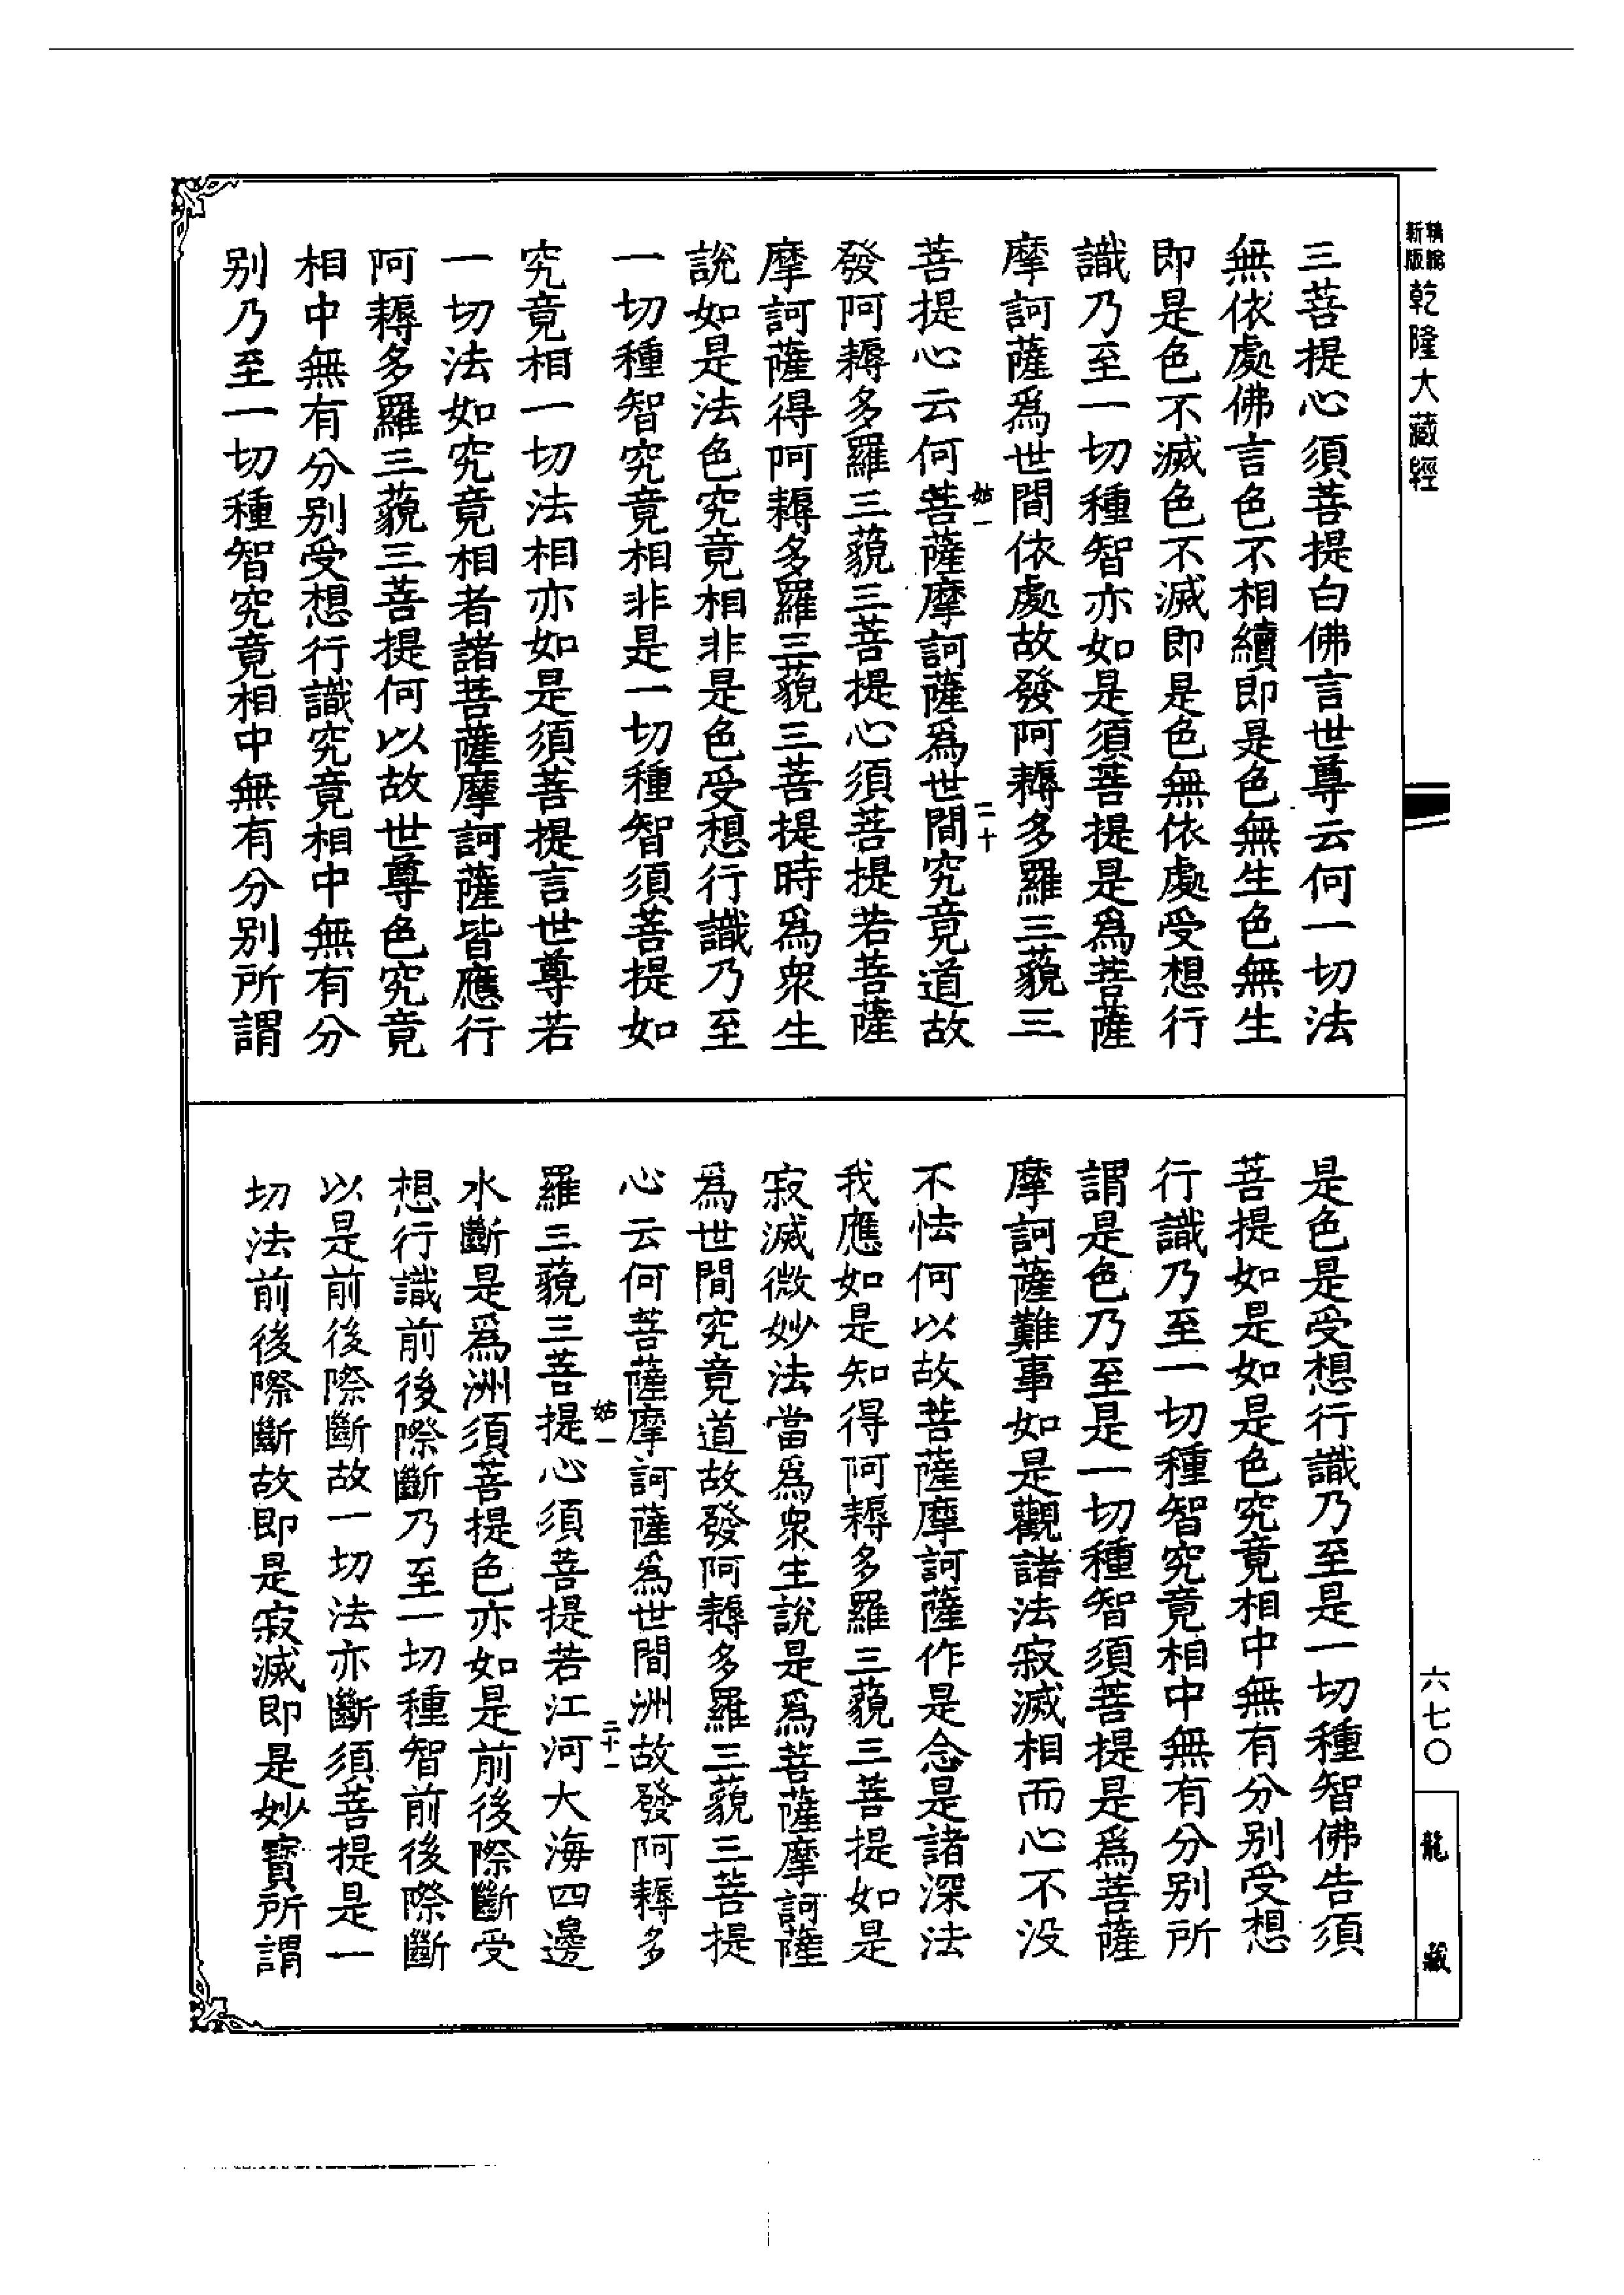 新版精縮乾隆大藏經
三菩提心須菩提白佛言世尊云何一切法
無依處佛言色不相續即是色無生色無生
即是色不滅色不滅即是色無依處受想行
識乃至一切種智亦如是須菩提是爲菩薩
摩訶薩爲世間依處故發阿耨多羅三藐三
菩提心云何菩薩摩訶薩爲世間究竟道故
姑一
二十
發阿耨多羅三藐三菩提心須菩提若菩薩
摩訶薩得阿耨多羅三藐三菩提時爲衆生
說如是法色究竟相非是色受想行識乃至
一切種智究竟相非是一切種智須菩提如
究竟相一切法相亦如是須菩提言世尊若
一切法如究竟相者諸菩薩摩訶薩皆應行
阿耨多羅三藐三菩提何以故世尊色究竟
相中無有分别受想行識究竟相中無有分
别乃至一切種智究竟相中無有分别所謂
是色是受想行識乃至是一切種智佛告須
菩提如是如是色究竟相中無有分别受想
行識乃至一切種智究竟相中無有分别所
謂是色乃至是一切種智須菩提是爲菩薩
摩訶薩難事如是觀諸法寂滅相而心不没
不怯何以故菩薩摩訶薩作是念是諸深法
我應如是知得阿耨多羅三藐三菩提如是
寂滅微妙法當爲衆生說是爲菩薩摩訶薩
爲世間究竟道故發阿耨多羅三藐三菩提
心云何菩薩摩訶薩爲世間洲故發阿耨多
姑一
二十一
羅三藐三菩提心須菩提若江河大海四邊
水斷是爲洲須菩提色亦如是前後際斷受
想行識前後際斷乃至一切種智前後際斷
以是前後際斷故一切法亦斷須菩提是一
切法前後際斷故即是寂滅即是妙寶所謂
六七〇
龍藏